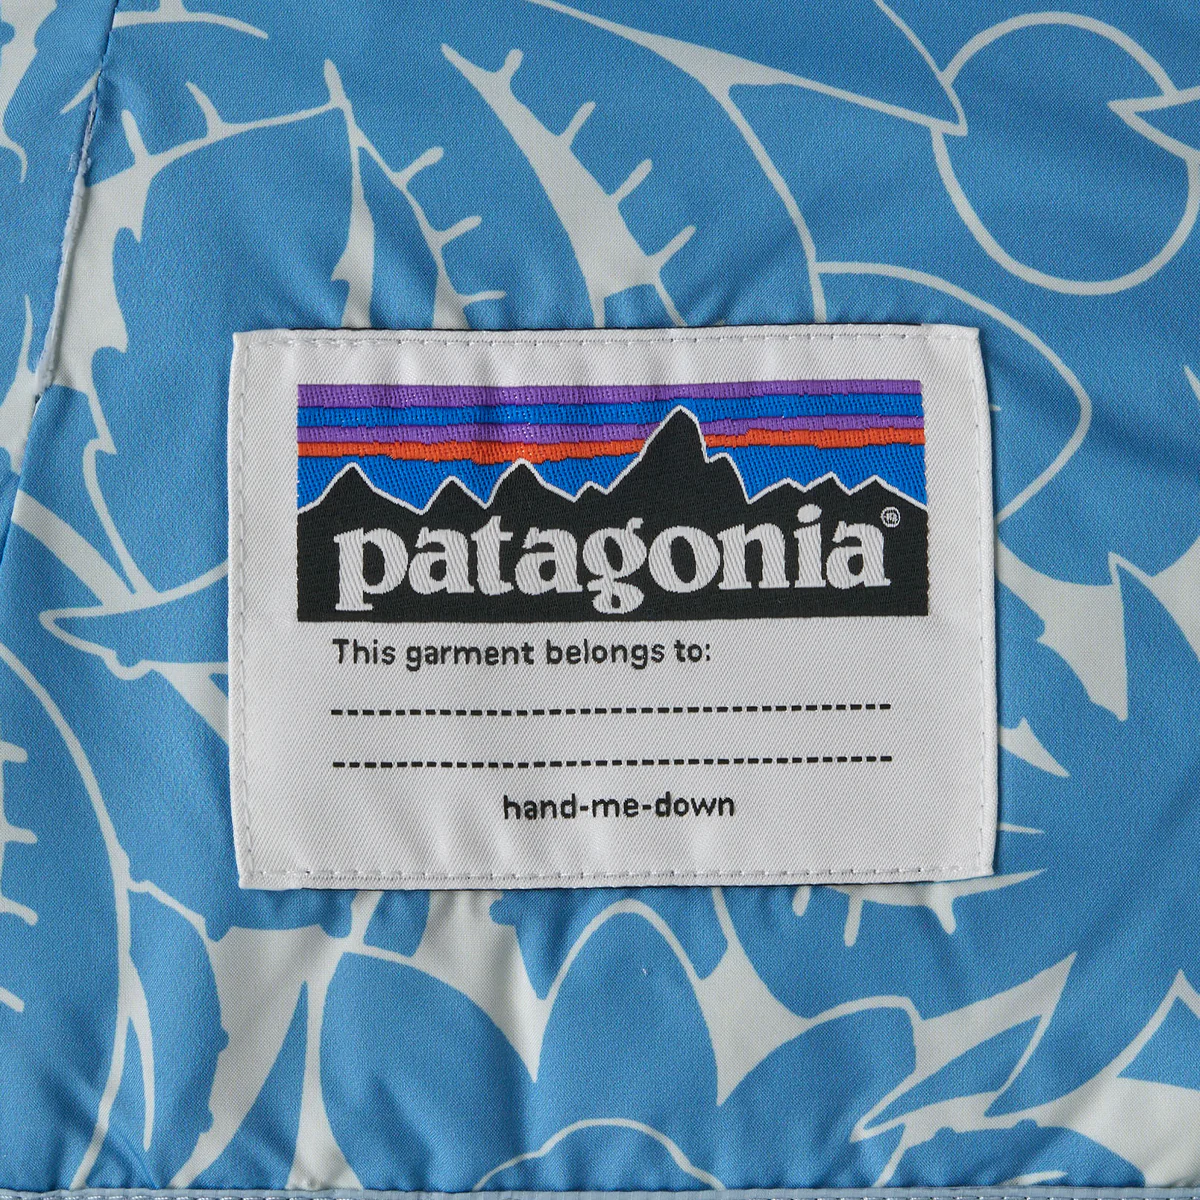 patagonia®
This garment belongs to:
hand-me-down